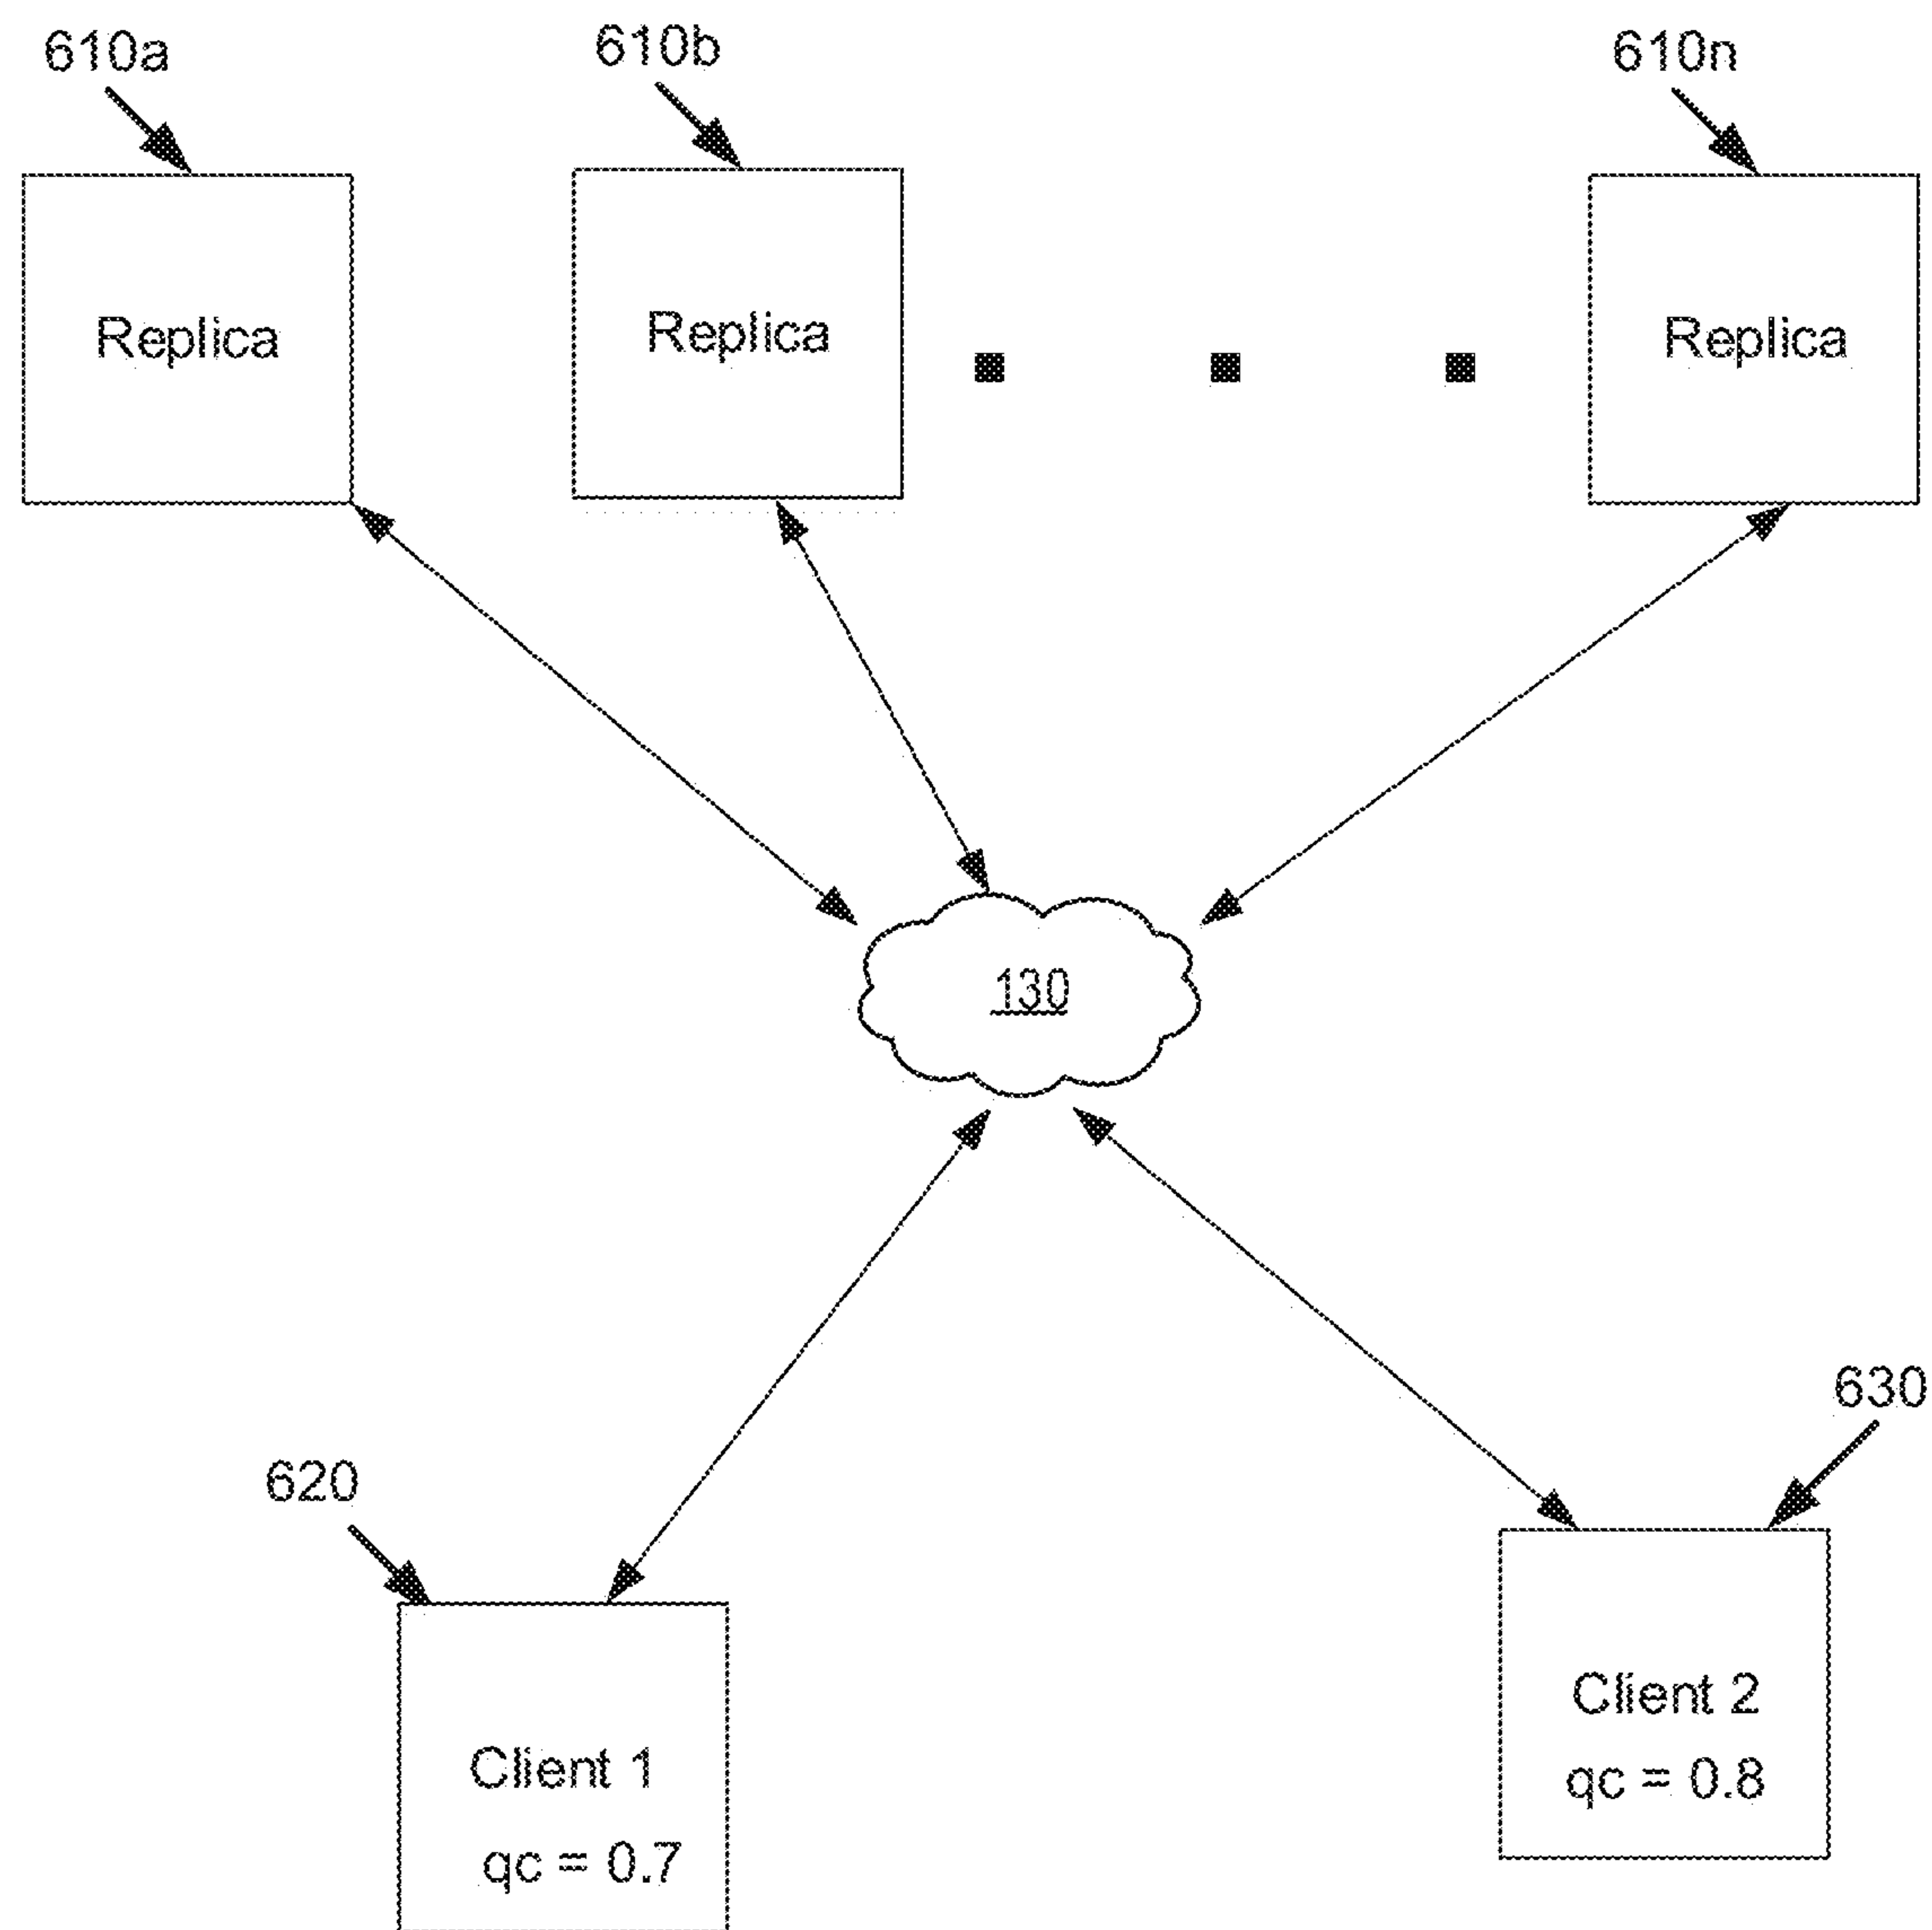 610a
610b
610n
Replica
Replica
Replica
130
620
630
Client 1
qc = 0.7
Client 2
qc = 0.8